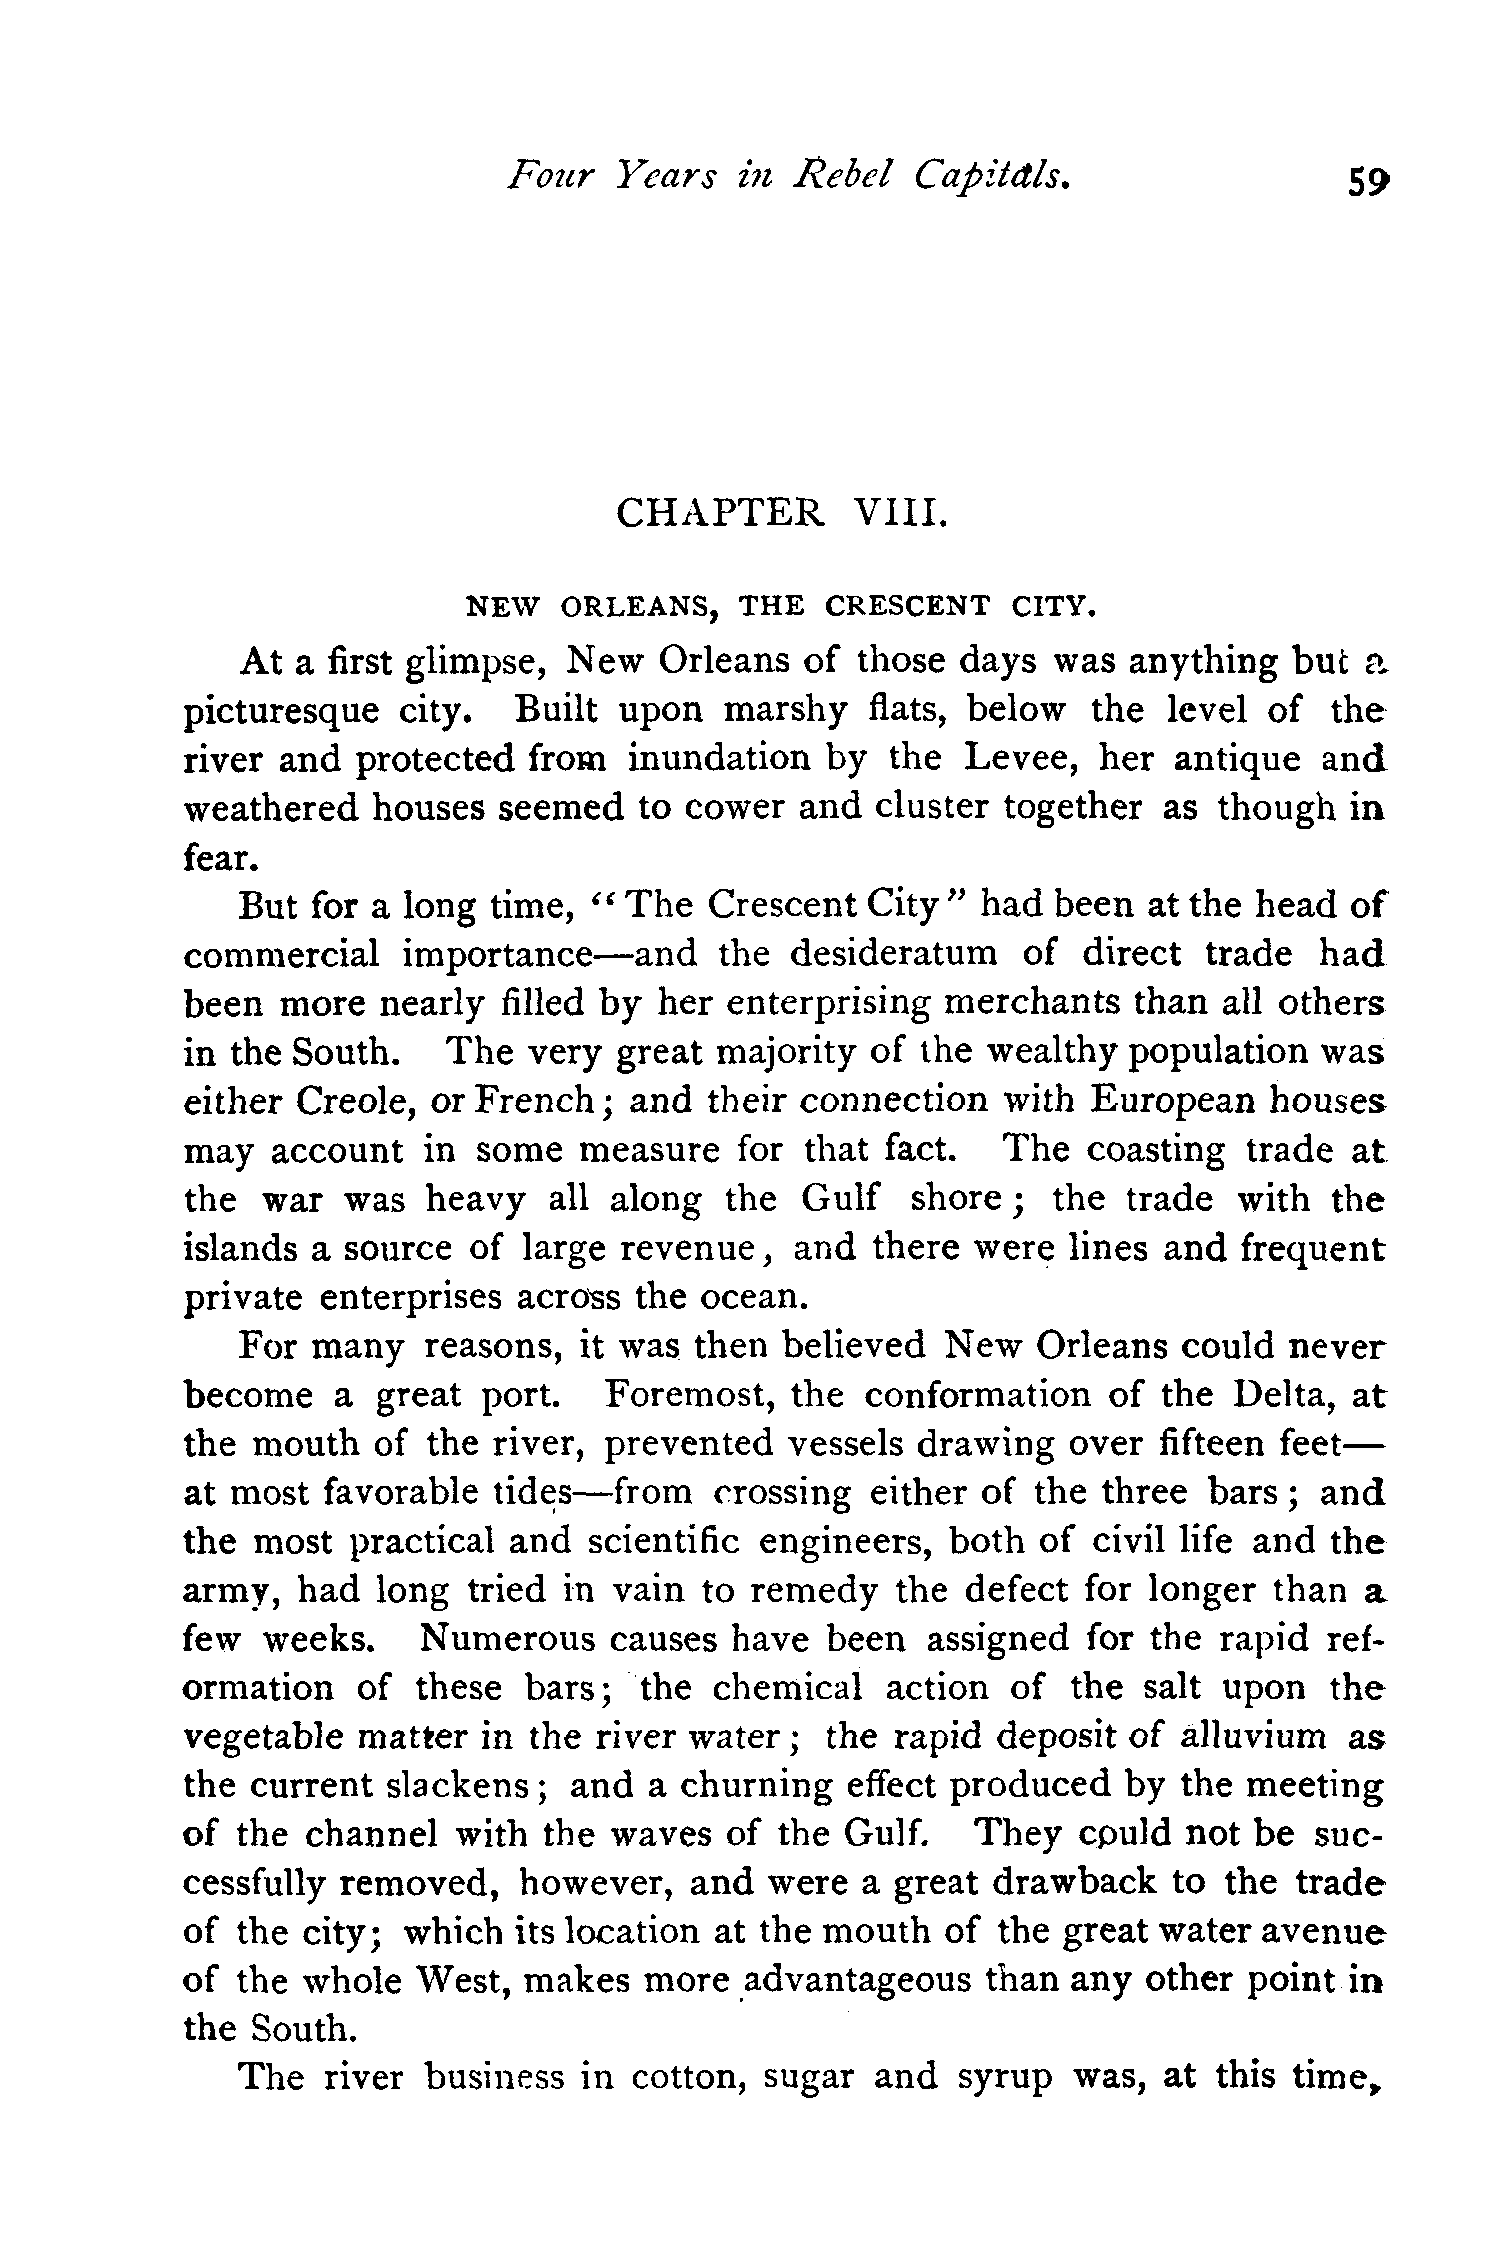 Four Years in Rebel Capitals. 59
CHAPTER VIII.
NEW ORLEANS, THE CRESCENT CITY.
At a first glimpse, New Orleans of those days was anything but a
picturesque city. Built upon marshy flats, below the level of the
river and protected from inundation by the Levee, her antique and
weathered houses seemed to cower and cluster together as though in
fear.
But for a long time, “The Crescent City” had been at the head of
commercial importance—and the desideratum of direct trade had
been more nearly filled by her enterprising merchants than all others
in the South. The very great majority of the wealthy population was
either Creole, or French; and their connection with European houses
may account in some measure for that fact. The coasting trade at
the war was heavy all along the Gulf shore; the trade with the
islands a source of large revenue, and there were lines and frequent
private enterprises across the ocean.
For many reasons, it was then believed New Orleans could never
become a great port. Foremost, the conformation of the Delta, at
the mouth of the river, prevented vessels drawing over fifteen feet—
at most favorable tides—from crossing either of the three bars; and
the most practical and scientific engineers, both of civil life and the
army, had long tried in vain to remedy the defect for longer than a
few weeks. Numerous causes have been assigned for the rapid ref-
ormation of these bars; the chemical action of the salt upon the
vegetable matter in the river water; the rapid deposit of alluvium as
the current slackens; and a churning effect produced by the meeting
of the channel with the waves of the Gulf. They could not be suc-
cessfully removed, however, and were a great drawback to the trade
of the city; which its location at the mouth of the great water avenue
of the whole West, makes more advantageous than any other point in
the South.
The river business in cotton, sugar and syrup was, at this time,